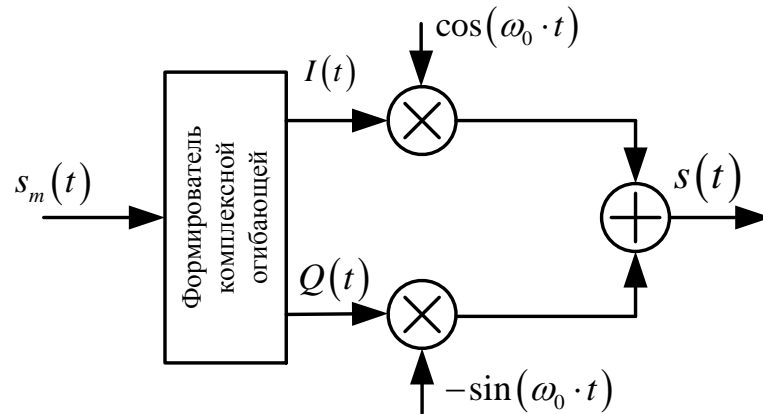 cos(ω₀ · t)
I(t)
s_m(t)
Формирователь
комплексной
огибающей
s(t)
Q(t)
−sin(ω₀ · t)